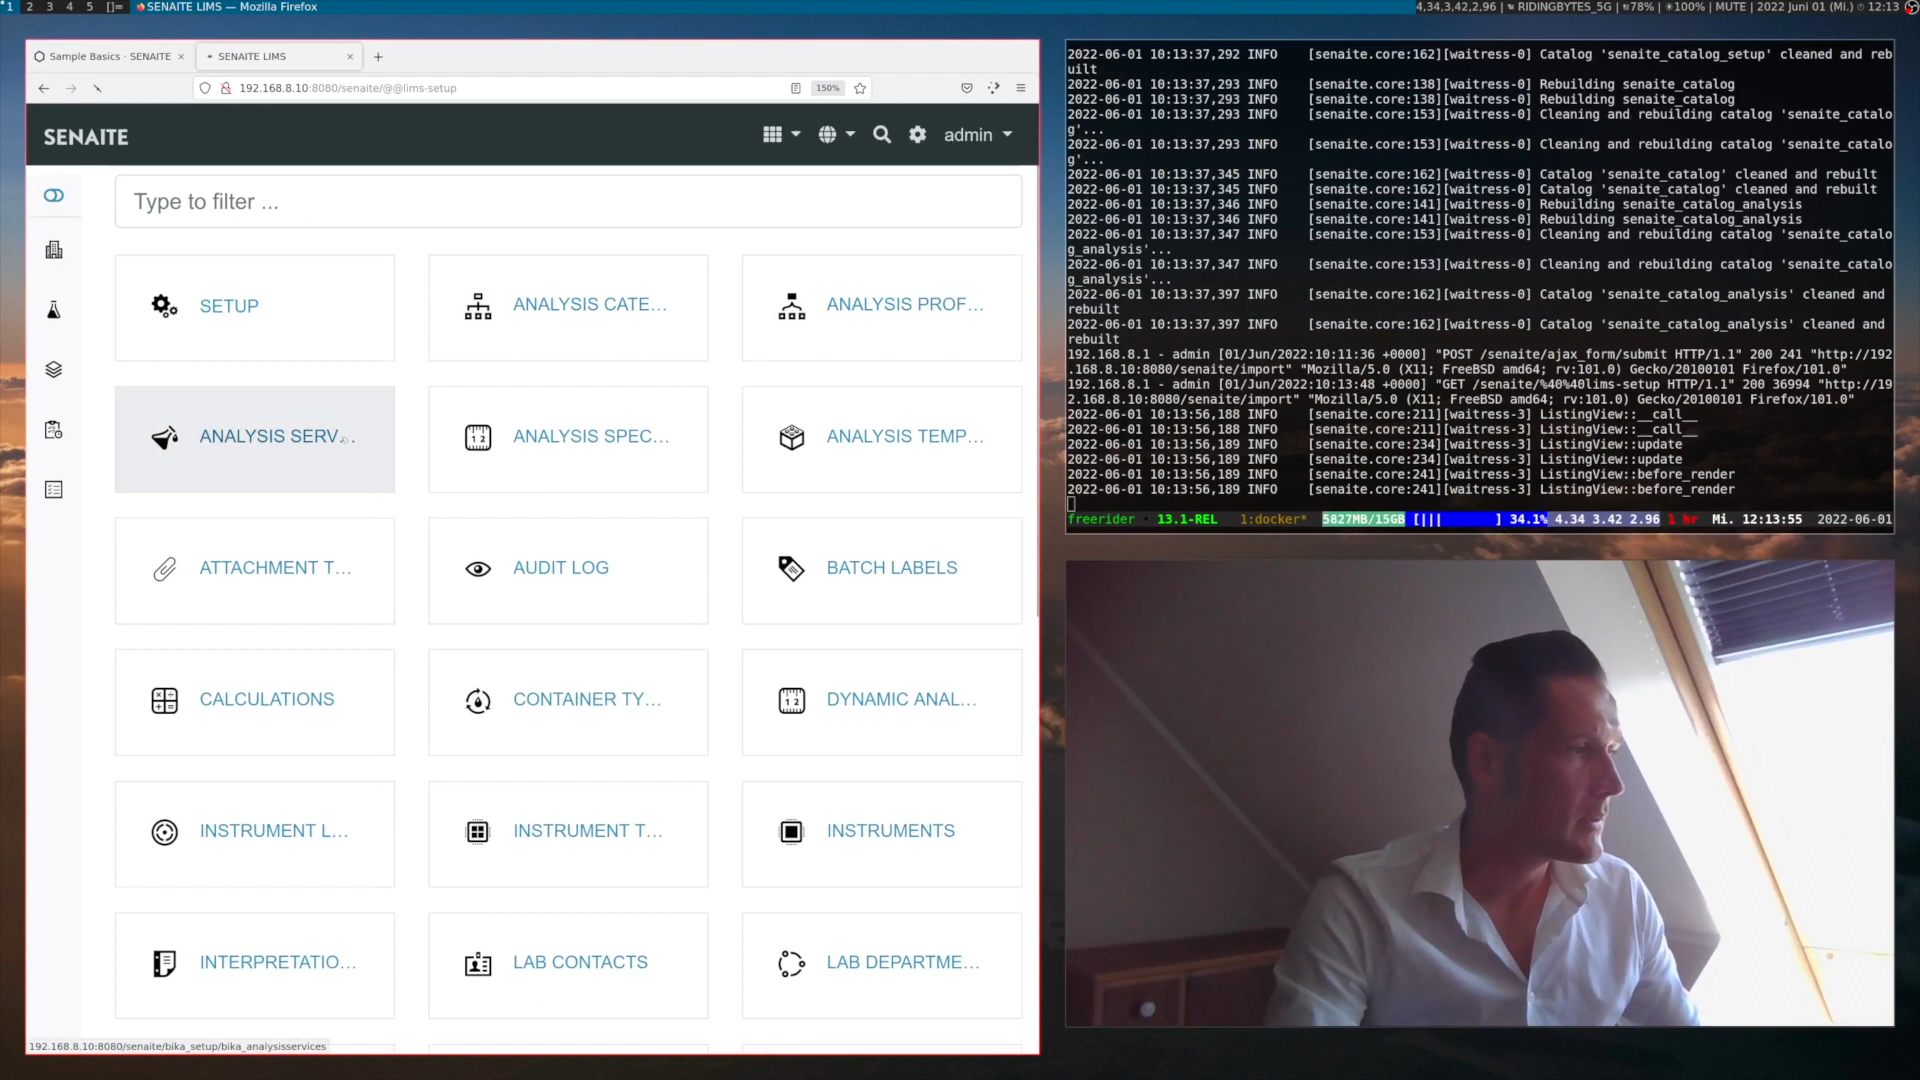 1 2 3 4 5 []= SENAITE LIMS — Mozilla Firefox
4,34,3,42,2,96 | RIDINGBYTES_5G | 78% | 100% | MUTE | 2022 Juni 01 (Mi.) 12:13
Sample Basics · SENAITE
SENAITE LIMS
192.168.8.10:8080/senaite/@@lims-setup
150%
SENAITE
admin
Type to filter ...
SETUP
ANALYSIS CATE...
ANALYSIS PROF...
ANALYSIS SERV...
ANALYSIS SPEC...
ANALYSIS TEMP...
ATTACHMENT T...
AUDIT LOG
BATCH LABELS
CALCULATIONS
CONTAINER TY...
DYNAMIC ANAL...
INSTRUMENT L...
INSTRUMENT T...
INSTRUMENTS
INTERPRETATIO...
LAB CONTACTS
LAB DEPARTME...
192.168.8.10:8080/senaite/bika_setup/bika_analysisservices
2022-06-01 10:13:37,292 INFO [senaite.core:162][waitress-0] Catalog 'senaite_catalog_setup' cleaned and reb
uilt
2022-06-01 10:13:37,293 INFO [senaite.core:138][waitress-0] Rebuilding senaite_catalog
2022-06-01 10:13:37,293 INFO [senaite.core:138][waitress-0] Rebuilding senaite_catalog
2022-06-01 10:13:37,293 INFO [senaite.core:153][waitress-0] Cleaning and rebuilding catalog 'senaite_catalo
g'...
2022-06-01 10:13:37,293 INFO [senaite.core:153][waitress-0] Cleaning and rebuilding catalog 'senaite_catalo
g'...
2022-06-01 10:13:37,345 INFO [senaite.core:162][waitress-0] Catalog 'senaite_catalog' cleaned and rebuilt
2022-06-01 10:13:37,345 INFO [senaite.core:162][waitress-0] Catalog 'senaite_catalog' cleaned and rebuilt
2022-06-01 10:13:37,346 INFO [senaite.core:141][waitress-0] Rebuilding senaite_catalog_analysis
2022-06-01 10:13:37,346 INFO [senaite.core:141][waitress-0] Rebuilding senaite_catalog_analysis
2022-06-01 10:13:37,347 INFO [senaite.core:153][waitress-0] Cleaning and rebuilding catalog 'senaite_catalo
g_analysis'...
2022-06-01 10:13:37,347 INFO [senaite.core:153][waitress-0] Cleaning and rebuilding catalog 'senaite_catalo
g_analysis'...
2022-06-01 10:13:37,397 INFO [senaite.core:162][waitress-0] Catalog 'senaite_catalog_analysis' cleaned and
rebuilt
2022-06-01 10:13:37,397 INFO [senaite.core:162][waitress-0] Catalog 'senaite_catalog_analysis' cleaned and
rebuilt
192.168.8.1 - admin [01/Jun/2022:10:11:36 +0000] "POST /senaite/ajax_form/submit HTTP/1.1" 200 241 "http://192
.168.8.10:8080/senaite/import" "Mozilla/5.0 (X11; FreeBSD amd64; rv:101.0) Gecko/20100101 Firefox/101.0"
192.168.8.1 - admin [01/Jun/2022:10:13:48 +0000] "GET /senaite/%40%40lims-setup HTTP/1.1" 200 36994 "http://19
2.168.8.10:8080/senaite/import" "Mozilla/5.0 (X11; FreeBSD amd64; rv:101.0) Gecko/20100101 Firefox/101.0"
2022-06-01 10:13:56,188 INFO [senaite.core:211][waitress-3] ListingView::__call__
2022-06-01 10:13:56,188 INFO [senaite.core:211][waitress-3] ListingView::__call__
2022-06-01 10:13:56,189 INFO [senaite.core:234][waitress-3] ListingView::update
2022-06-01 10:13:56,189 INFO [senaite.core:234][waitress-3] ListingView::update
2022-06-01 10:13:56,189 INFO [senaite.core:241][waitress-3] ListingView::before_render
2022-06-01 10:13:56,189 INFO [senaite.core:241][waitress-3] ListingView::before_render
freerider · 13.1-REL 1:docker* 5827MB/15GB [||| ] 34.1% 4.34 3.42 2.96 1 hr Mi. 12:13:55 2022-06-01